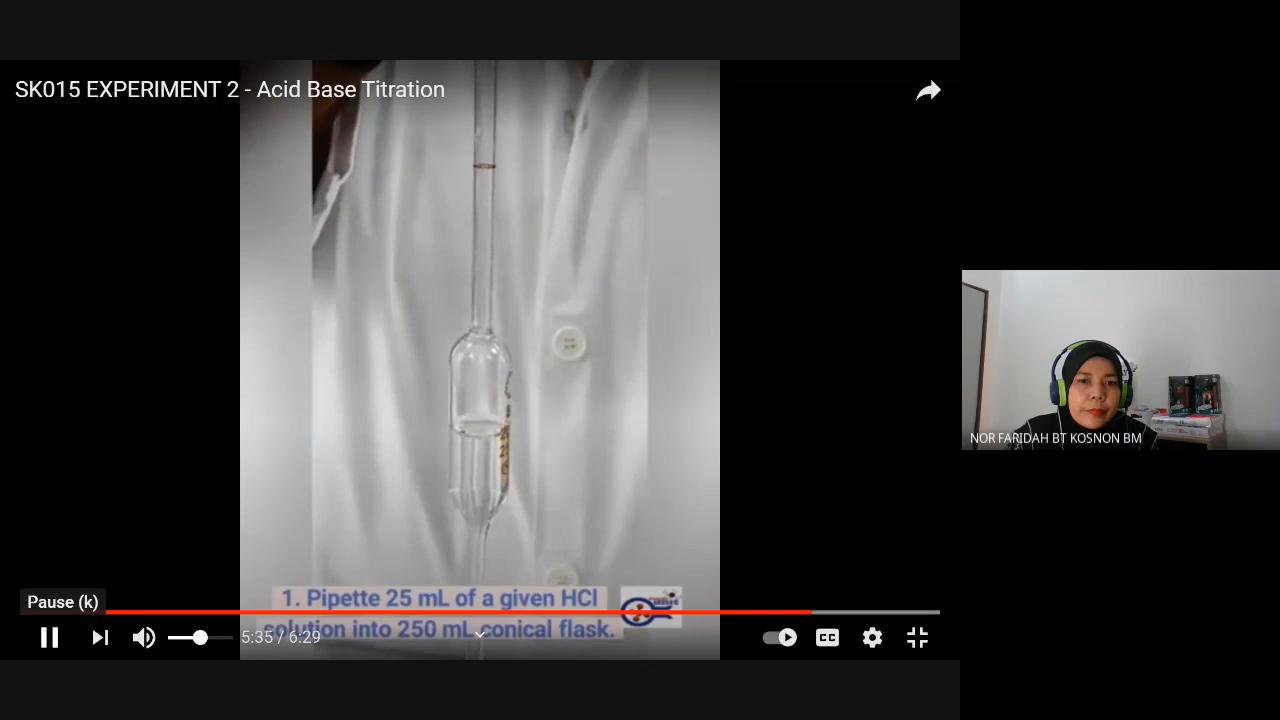 SK015 EXPERIMENT 2 - Acid Base Titration
NOR FARIDAH BT KOSNON BM
1. Pipette 25 mL of a given HCl
Pause (k)
solution into 250 mL conical flask.
5:35 / 6:29
CC